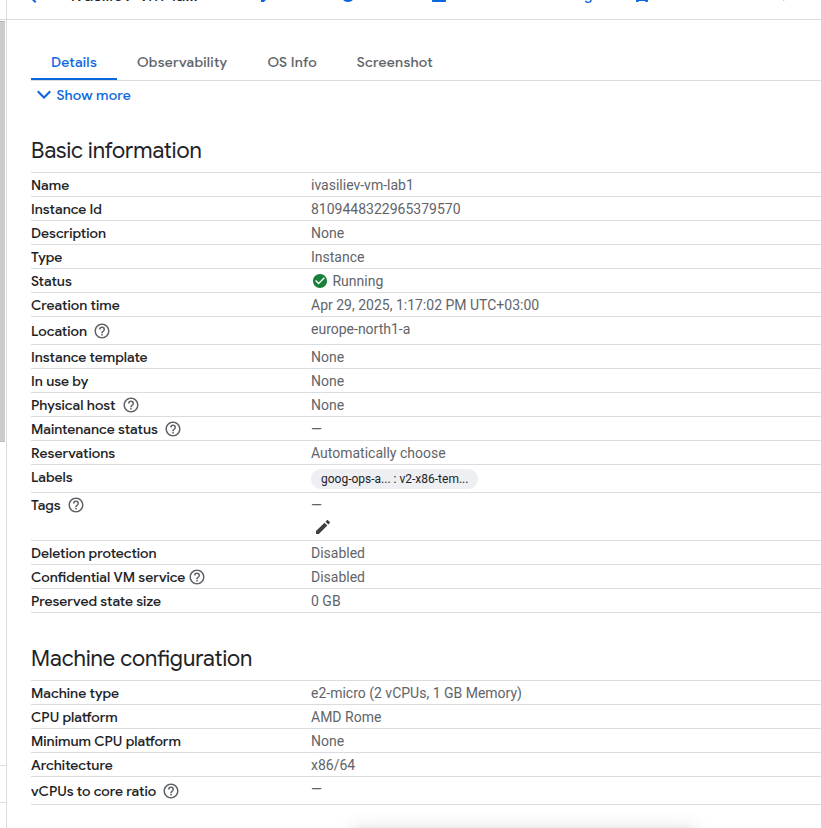 Details Observability OS Info Screenshot
Show more
Basic information
Name ivasiliev-vm-lab1
Instance Id 8109448322965379570
Description None
Type Instance
Status Running
Creation time Apr 29, 2025, 1:17:02 PM UTC+03:00
Location europe-north1-a
Instance template None
In use by None
Physical host None
Maintenance status —
Reservations Automatically choose
Labels goog-ops-a... : v2-x86-tem...
Tags —
Deletion protection Disabled
Confidential VM service Disabled
Preserved state size 0 GB
Machine configuration
Machine type e2-micro (2 vCPUs, 1 GB Memory)
CPU platform AMD Rome
Minimum CPU platform None
Architecture x86/64
vCPUs to core ratio —